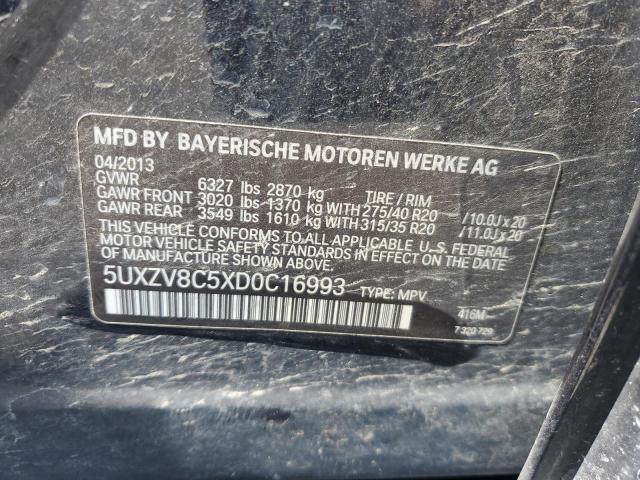 MFD BY BAYERISCHE MOTOREN WERKE AG
04/2013
GVWR 6327 lbs 2870 kg TIRE / RIM
GAWR FRONT 3020 lbs 1370 kg WITH 275/40 R20 /10.0J x 20
GAWR REAR 3549 lbs 1610 kg WITH 315/35 R20 /11.0J x 20
THIS VEHICLE CONFORMS TO ALL APPLICABLE U.S. FEDERAL
MOTOR VEHICLE SAFETY STANDARDS IN EFFECT ON THE DATE
OF MANUFACTURE SHOWN ABOVE.
5UXZV8C5XD0C16993 TYPE: MPV
416M
7 320 729